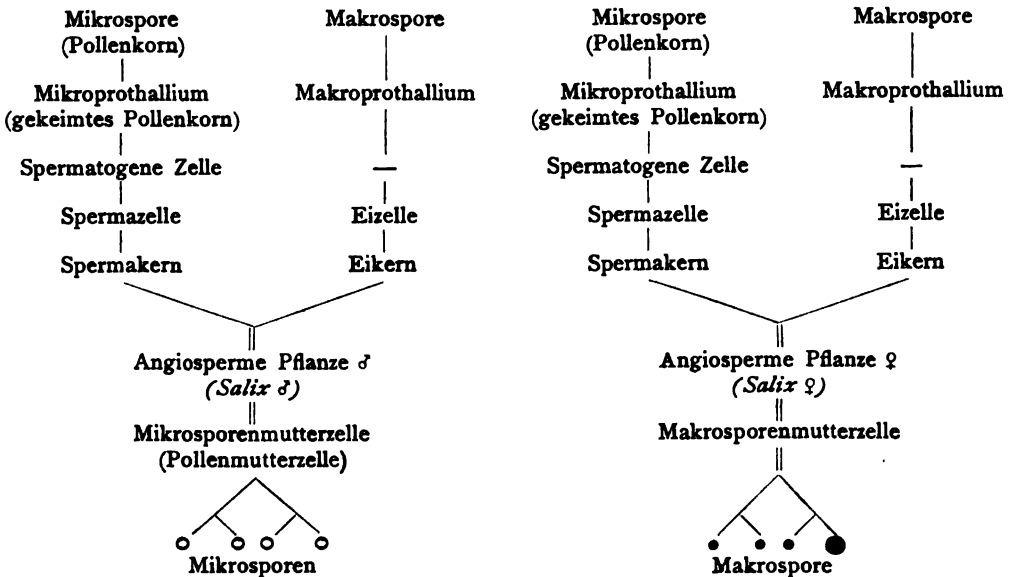 Mikrospore
(Pollenkorn)
Mikroprothallium
(gekeimtes Pollenkorn)
Spermatogene Zelle
Spermazelle
Spermakern
Makrospore
Makroprothallium
—
Eizelle
Eikern
Angiosperme Pflanze ♂
(Salix ♂)
Mikrosporenmutterzelle
(Pollenmutterzelle)
Mikrosporen
Mikrospore
(Pollenkorn)
Mikroprothallium
(gekeimtes Pollenkorn)
Spermatogene Zelle
Spermazelle
Spermakern
Makrospore
Makroprothallium
—
Eizelle
Eikern
Angiosperme Pflanze ♀
(Salix ♀)
Makrosporenmutterzelle
Makrospore